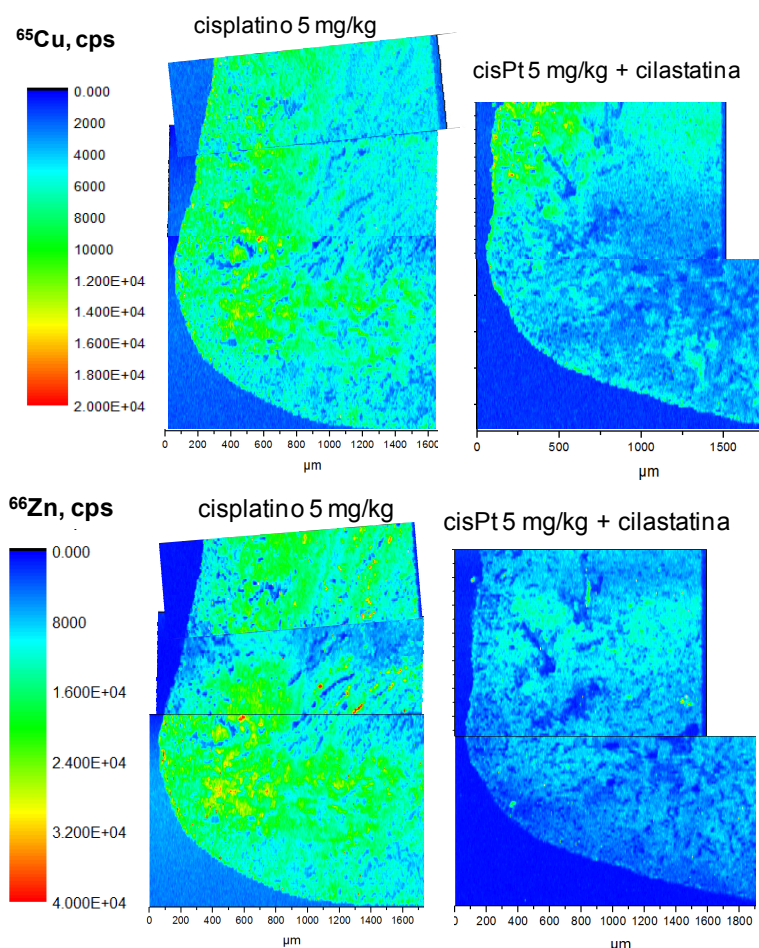 ⁶⁵Cu, cps
cisplatino 5 mg/kg
cisPt 5 mg/kg + cilastatina
0.000
2000
4000
6000
8000
10000
1.200E+04
1.400E+04
1.600E+04
1.800E+04
2.000E+04
0 200 400 600 800 1000 1200 1400 1600
µm
0 500 1000 1500
µm
⁶⁶Zn, cps
cisplatino 5 mg/kg
cisPt 5 mg/kg + cilastatina
0.000
8000
1.600E+04
2.400E+04
3.200E+04
4.000E+04
0 200 400 600 800 1000 1200 1400 1600
µm
0 200 400 600 800 1000 1200 1400 1600 1800
µm